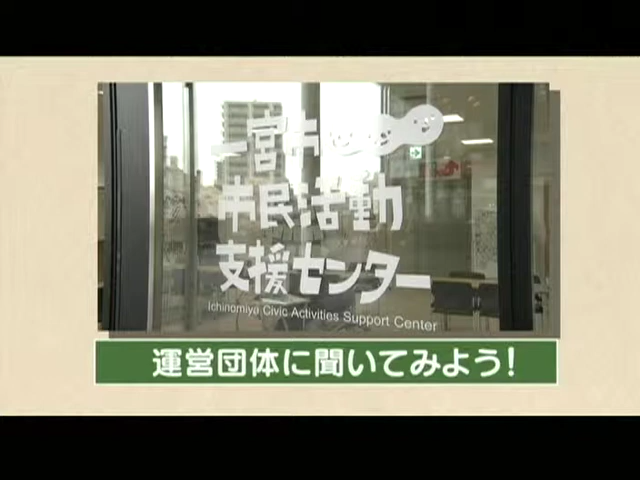 一宮市
市民活動
支援センター
Ichinomiya Civic Activities Support Center
運営団体に聞いてみよう!